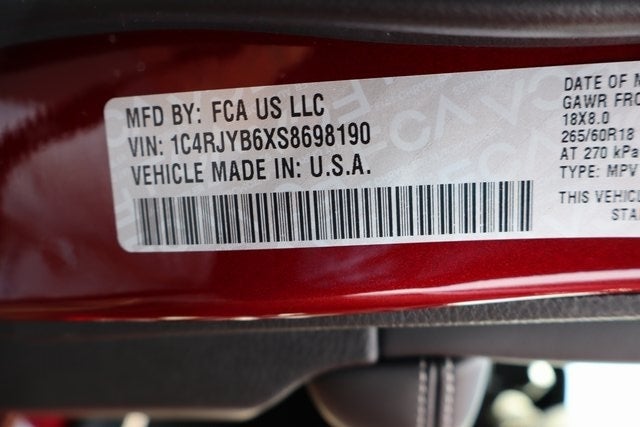 MFD BY: FCA US LLC
VIN: 1C4RJYB6XS8698190
VEHICLE MADE IN: U.S.A.
DATE OF M
GAWR FRO
18X8.0
265/60R18
AT 270 kPa
TYPE: MPV
THIS VEHICL
STA